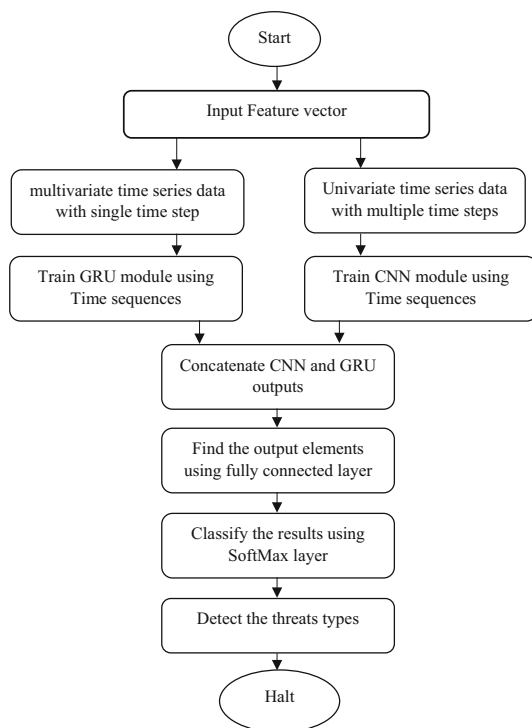 Start
Input Feature vector
multivariate time series data
with single time step
Univariate time series data
with multiple time steps
Train GRU module using
Time sequences
Train CNN module using
Time sequences
Concatenate CNN and GRU
outputs
Find the output elements
using fully connected layer
Classify the results using
SoftMax layer
Detect the threats types
Halt